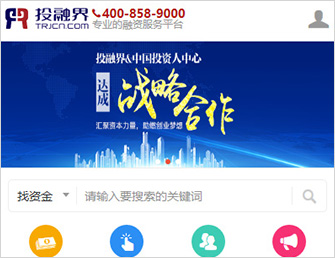 投融界
TRJCN.COM
400-858-9000
专业的融资服务平台
投融界&中国投资人中心
达成
战略合作
汇聚资本力量，助燃创业梦想
找资金
请输入要搜索的关键词